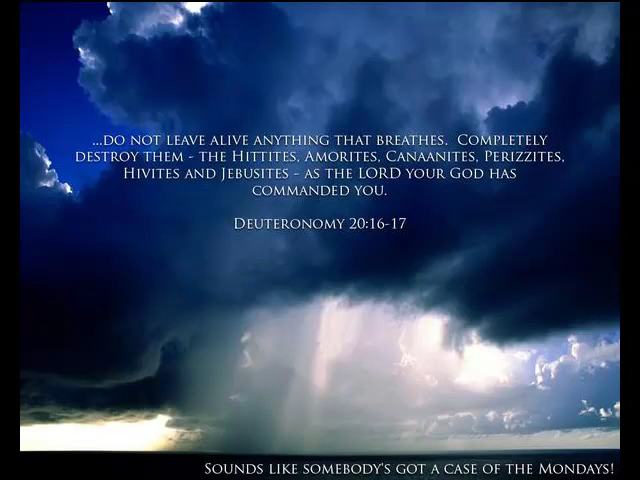 ...do not leave alive anything that breathes.  Completely
destroy them - the Hittites, Amorites, Canaanites, Perizzites,
Hivites and Jebusites - as the LORD your God has
commanded you.
Deuteronomy 20:16-17
Sounds like somebody's got a case of the Mondays!